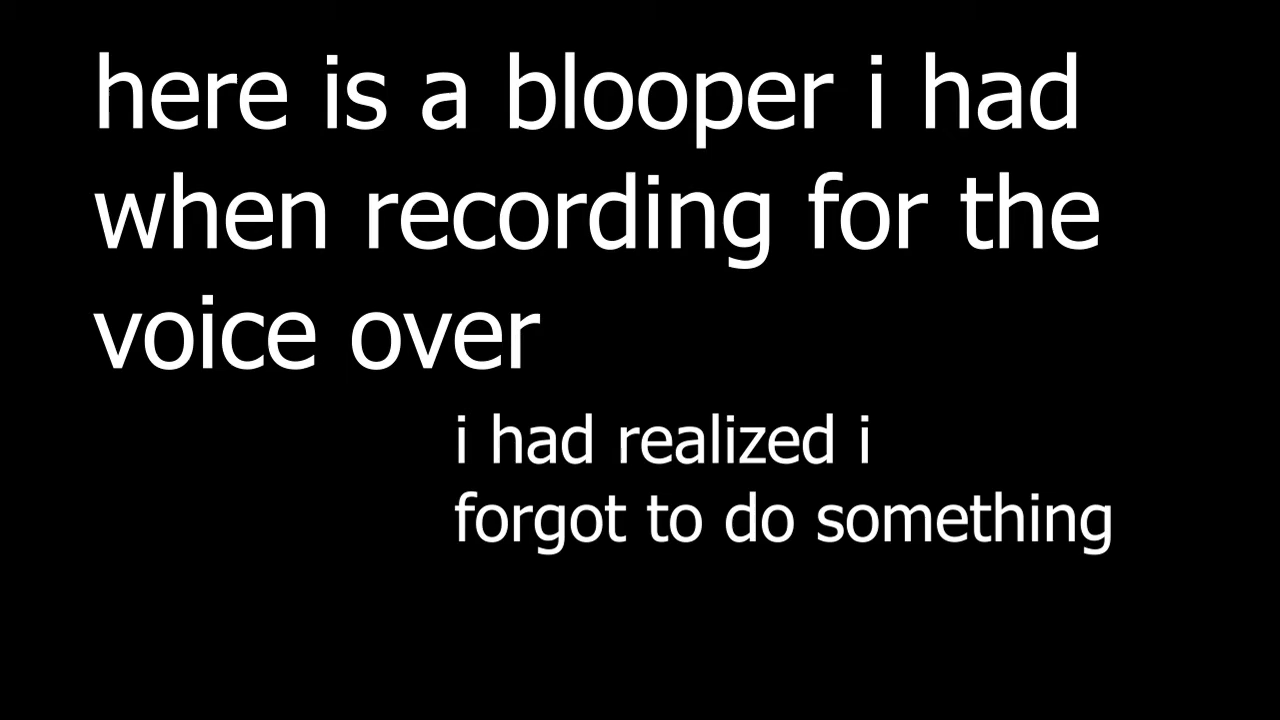 here is a blooper i had
when recording for the
voice over
i had realized i
forgot to do something